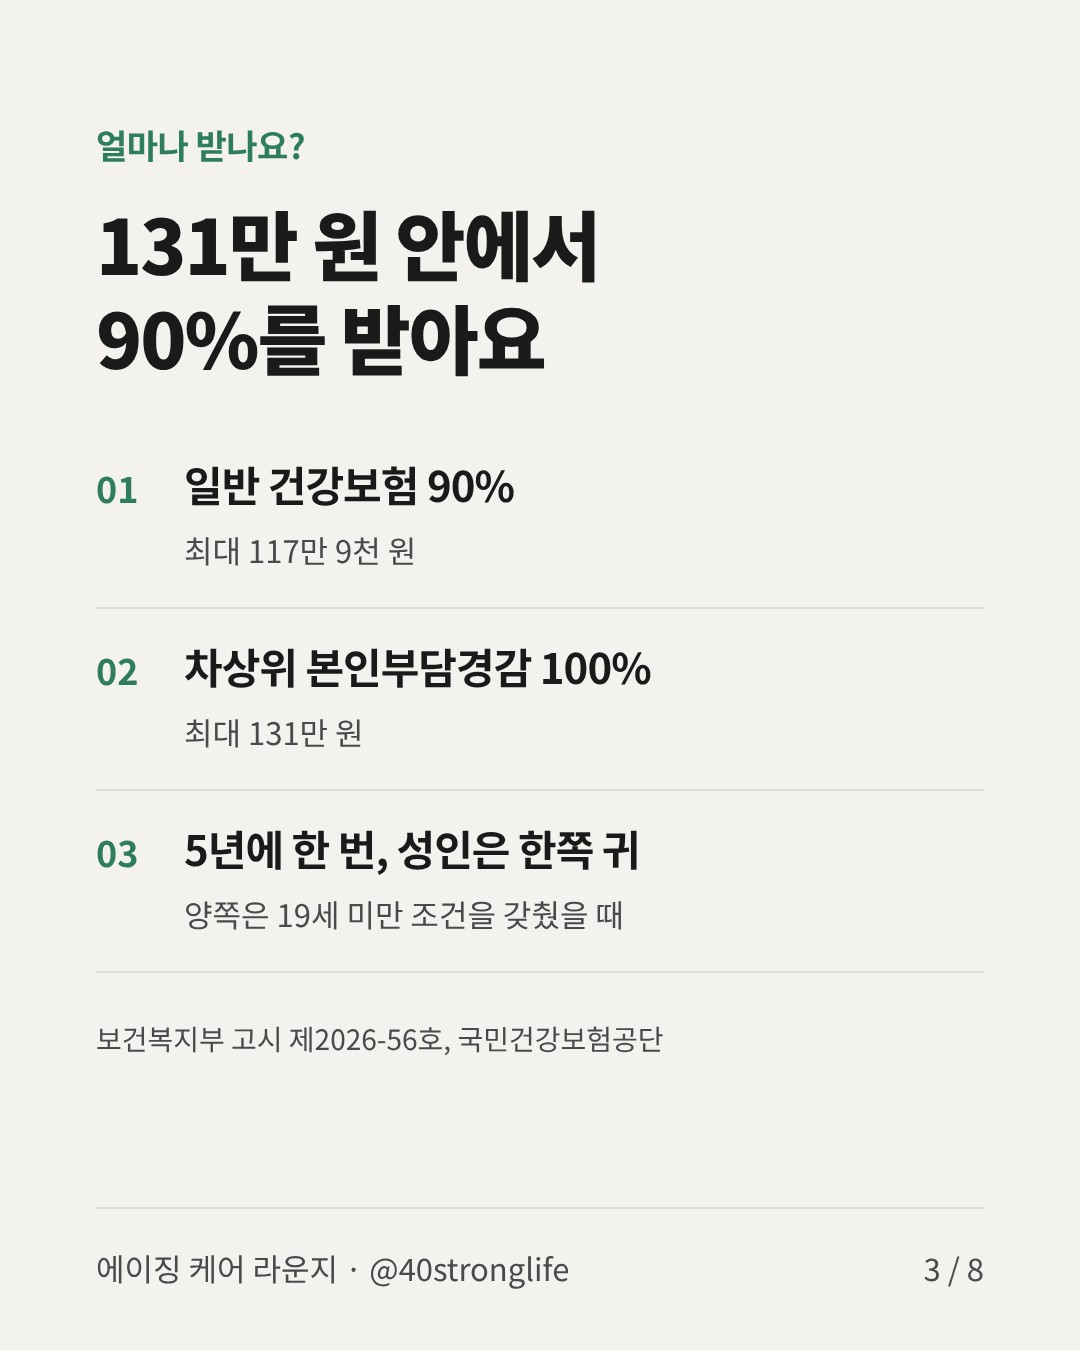 얼마나 받나요?
131만 원 안에서
90%를 받아요
01 일반 건강보험 90%
최대 117만 9천 원
02 차상위 본인부담경감 100%
최대 131만 원
03 5년에 한 번, 성인은 한쪽 귀
양쪽은 19세 미만 조건을 갖췄을 때
보건복지부 고시 제2026-56호, 국민건강보험공단
에이징 케어 라운지 · @40stronglife 3 / 8